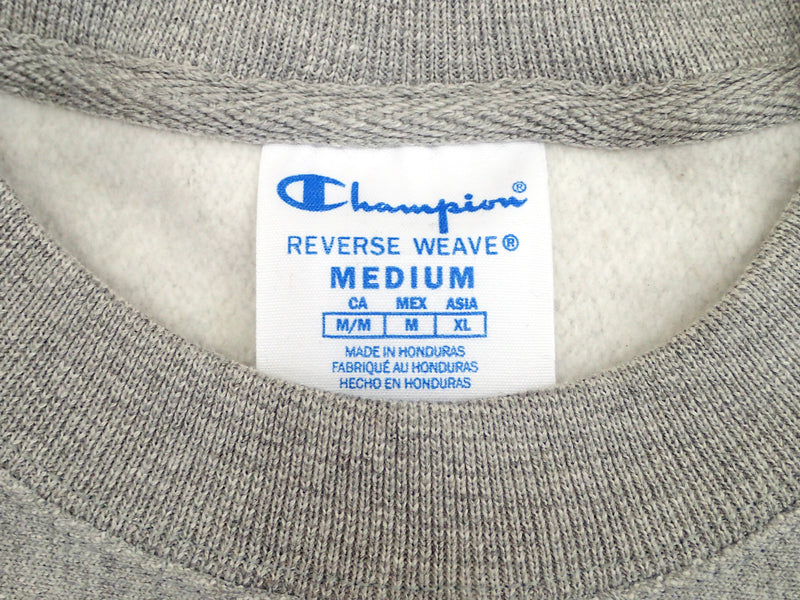 Champion®
REVERSE WEAVE®
MEDIUM
CA MEX ASIA
M/M M XL
MADE IN HONDURAS
FABRIQUÉ AU HONDURAS
HECHO EN HONDURAS